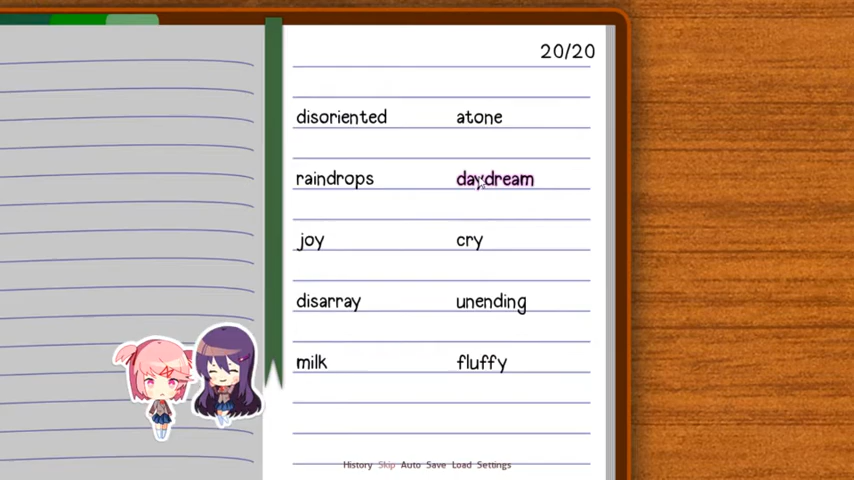 20/20
disoriented atone
raindrops daydream
joy cry
disarray unending
milk fluffy
History Skip Auto Save Load Settings